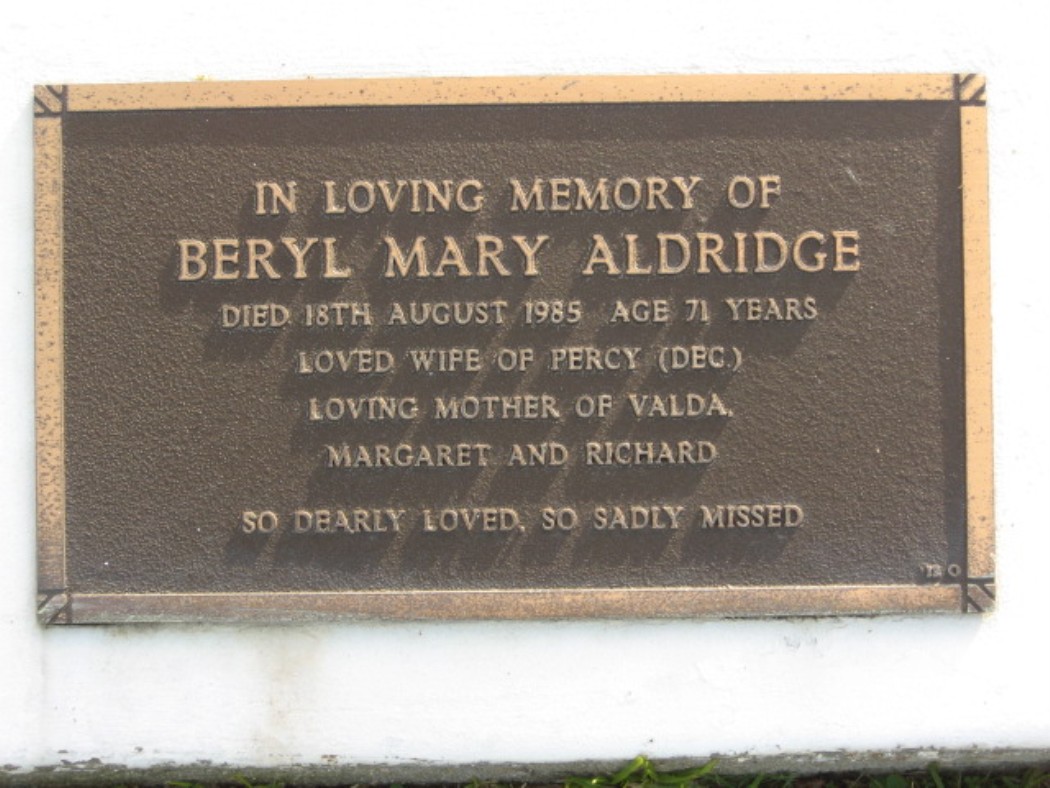 IN LOVING MEMORY OF
BERYL MARY ALDRIDGE
DIED 18TH AUGUST 1985 AGE 71 YEARS
LOVED WIFE OF PERCY (DEC.)
LOVING MOTHER OF VALDA,
MARGARET AND RICHARD
SO DEARLY LOVED, SO SADLY MISSED